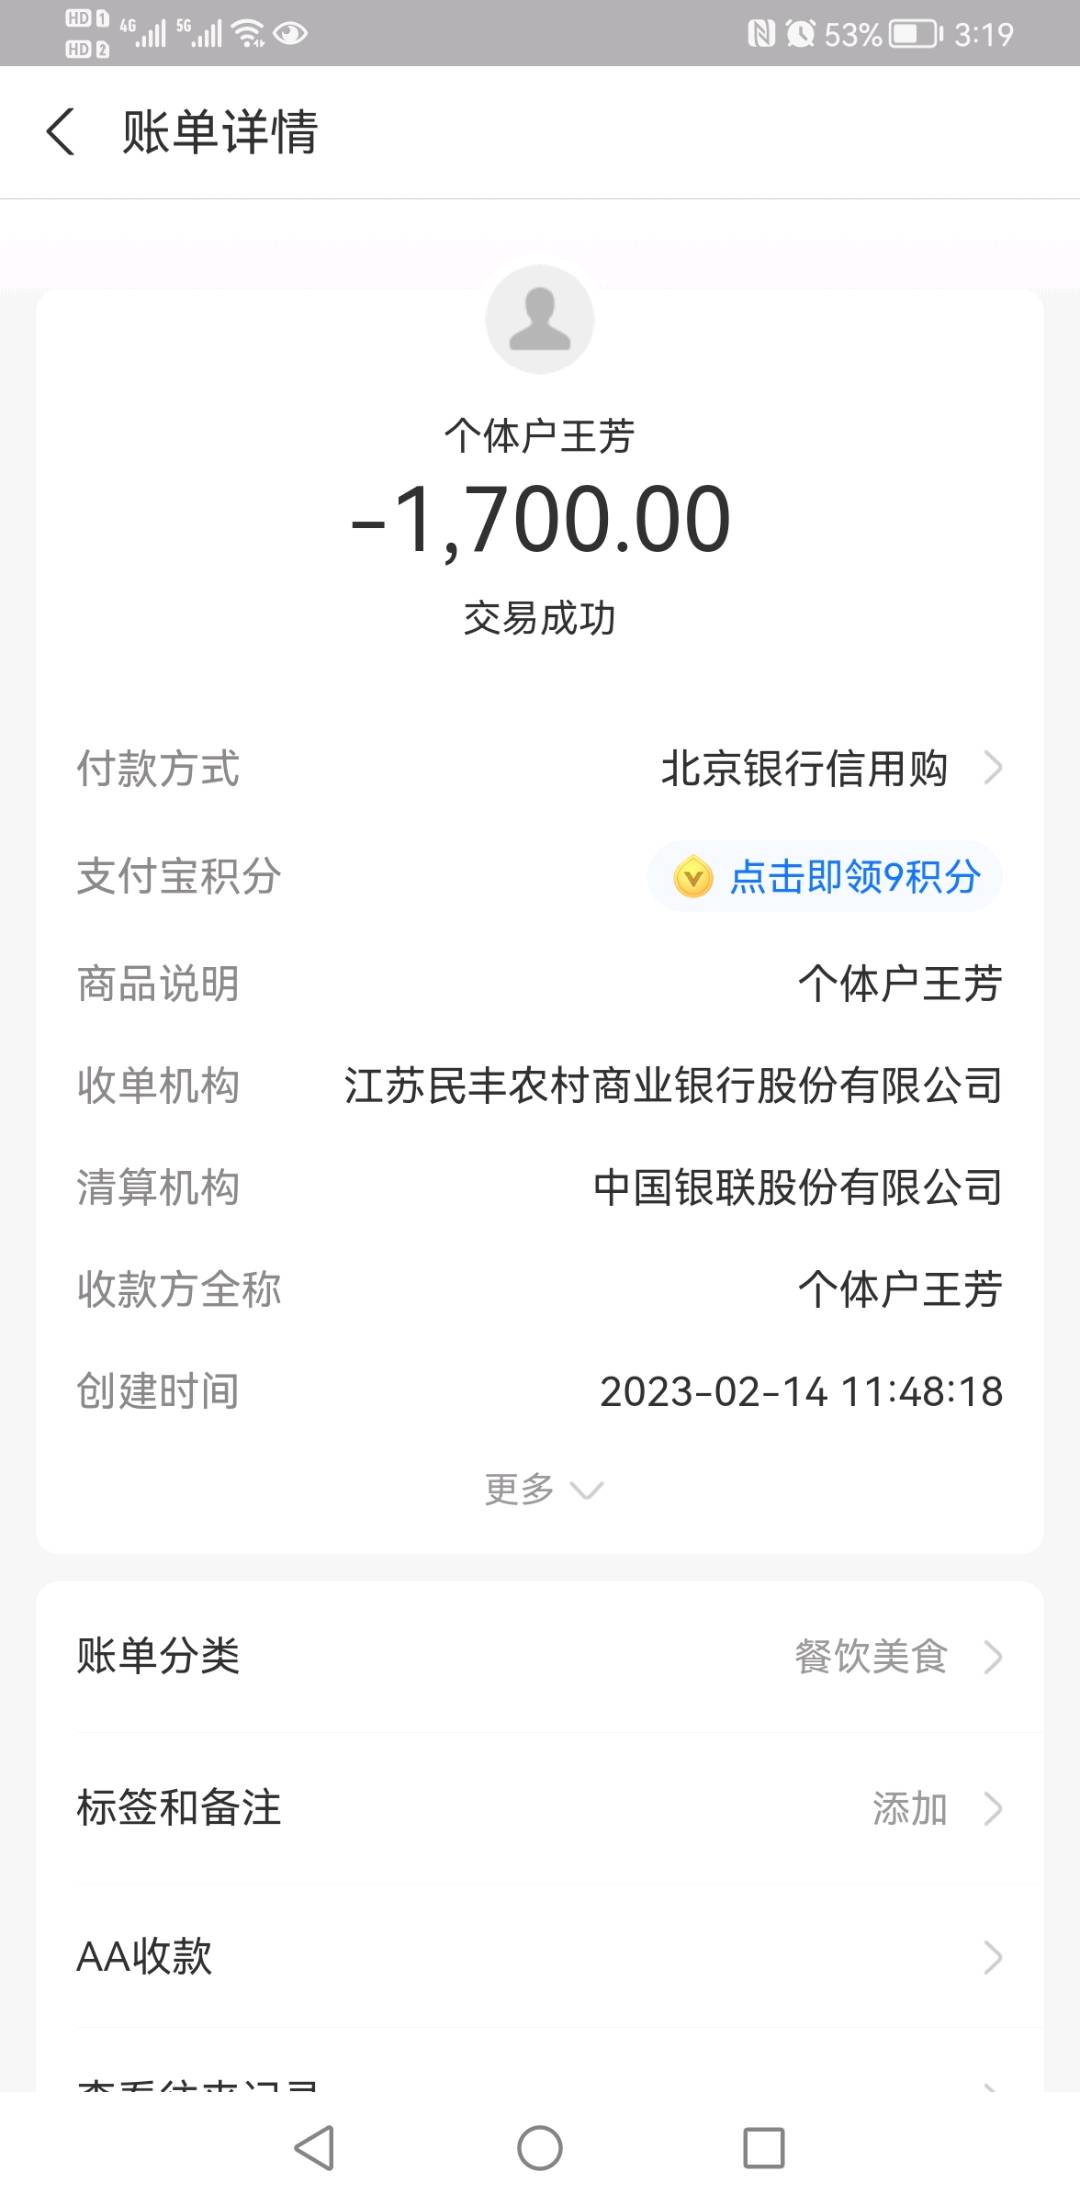 HD 1 4G 5G 53% 3:19
HD 2
账单详情
个体户王芳
-1,700.00
交易成功
付款方式 北京银行信用购
支付宝积分 点击即领9积分
商品说明 个体户王芳
收单机构 江苏民丰农村商业银行股份有限公司
清算机构 中国银联股份有限公司
收款方全称 个体户王芳
创建时间 2023-02-14 11:48:18
更多
账单分类 餐饮美食
标签和备注 添加
AA收款
查看往来记录